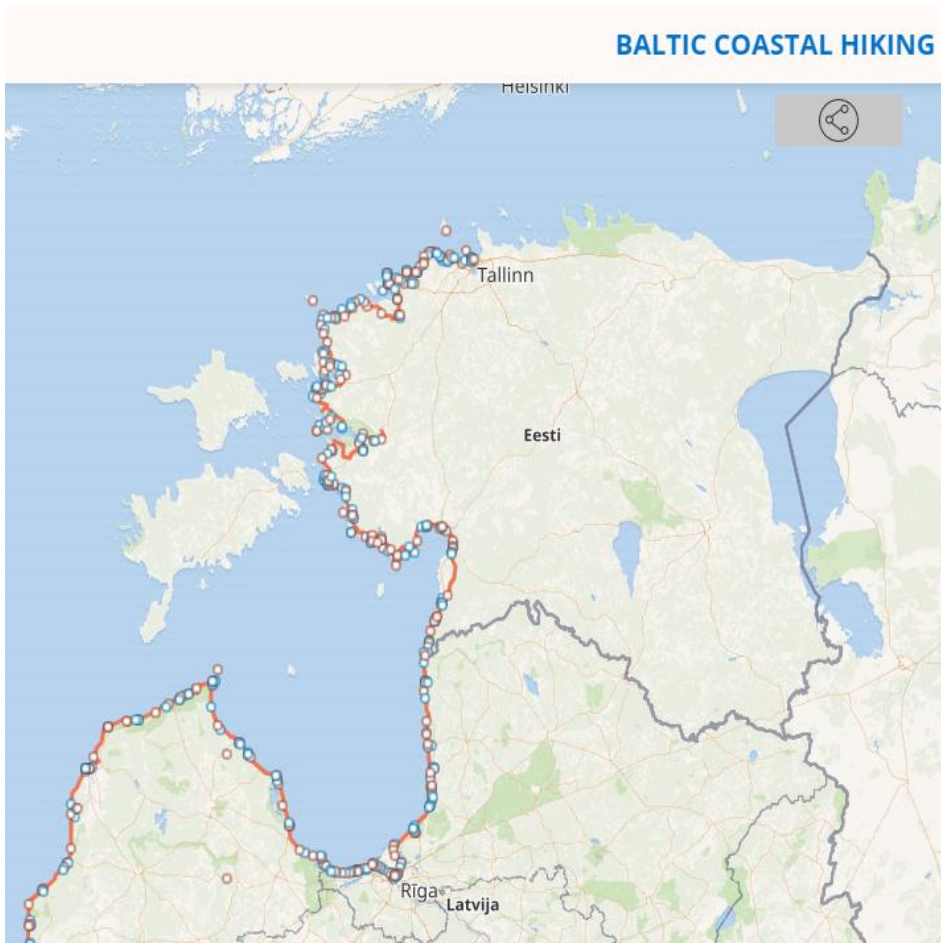 BALTIC COASTAL HIKING
Helsinki
Tallinn
Eesti
Rīga
Latvija